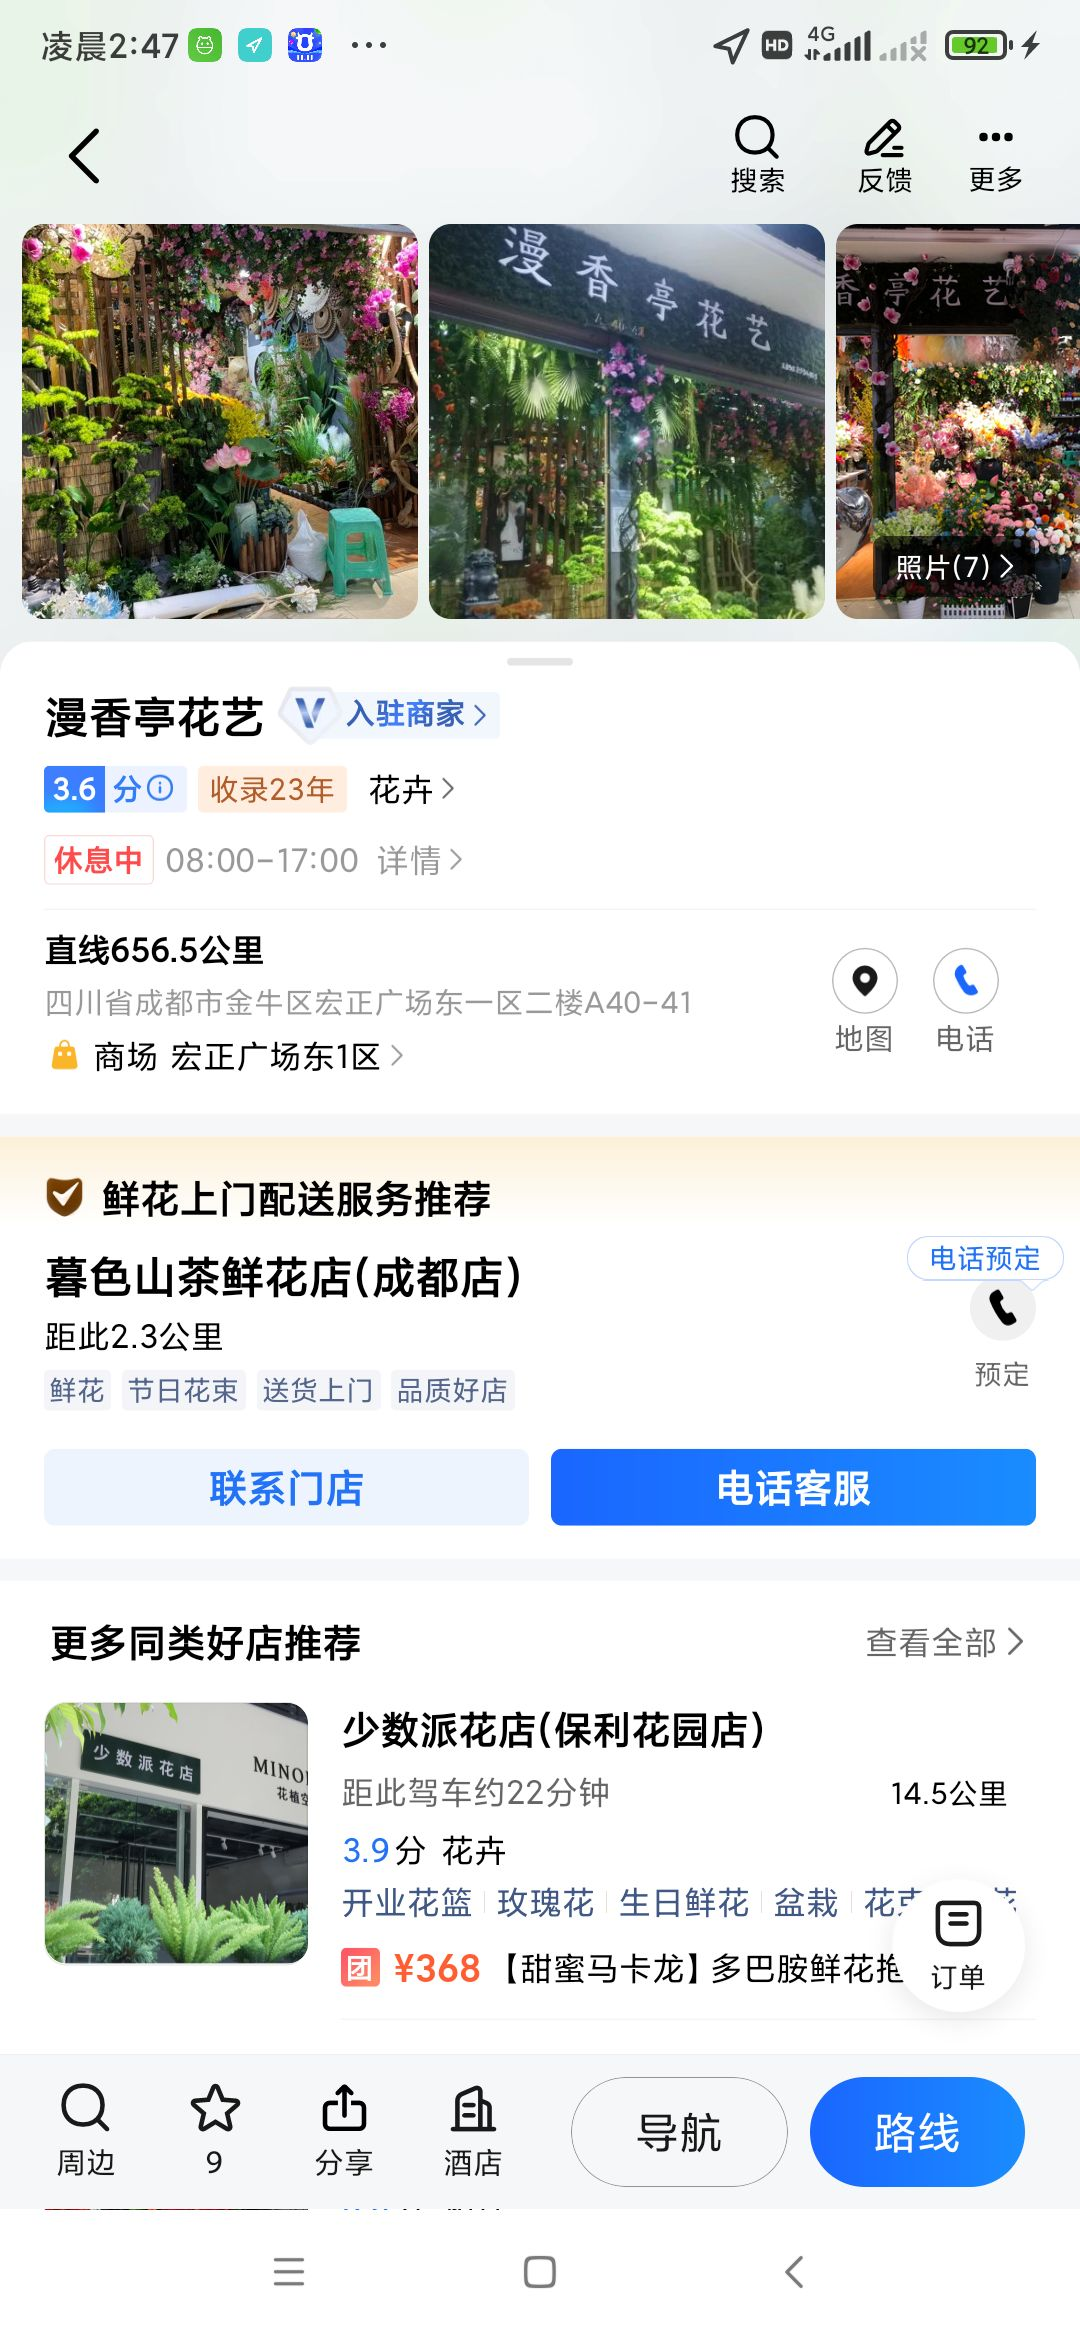 凌晨2:47
HD
4G
92
搜索
反馈
更多
漫香亭花艺
香亭花艺
照片(7)
漫香亭花艺
V 入驻商家
3.6分
收录23年
花卉
休息中
08:00-17:00 详情
直线656.5公里
四川省成都市金牛区宏正广场东一区二楼A40-41
地图
电话
商场 宏正广场东1区
鲜花上门配送服务推荐
暮色山茶鲜花店(成都店)
电话预定
距此2.3公里
预定
鲜花 节日花束 送货上门 品质好店
联系门店
电话客服
更多同类好店推荐
查看全部
少数派花店
MINO
花植空
少数派花店(保利花园店)
距此驾车约22分钟
14.5公里
3.9分 花卉
开业花篮 玫瑰花 生日鲜花 盆栽 花束
团 ¥368 【甜蜜马卡龙】多巴胺鲜花抱
订单
周边
9
分享
酒店
导航
路线